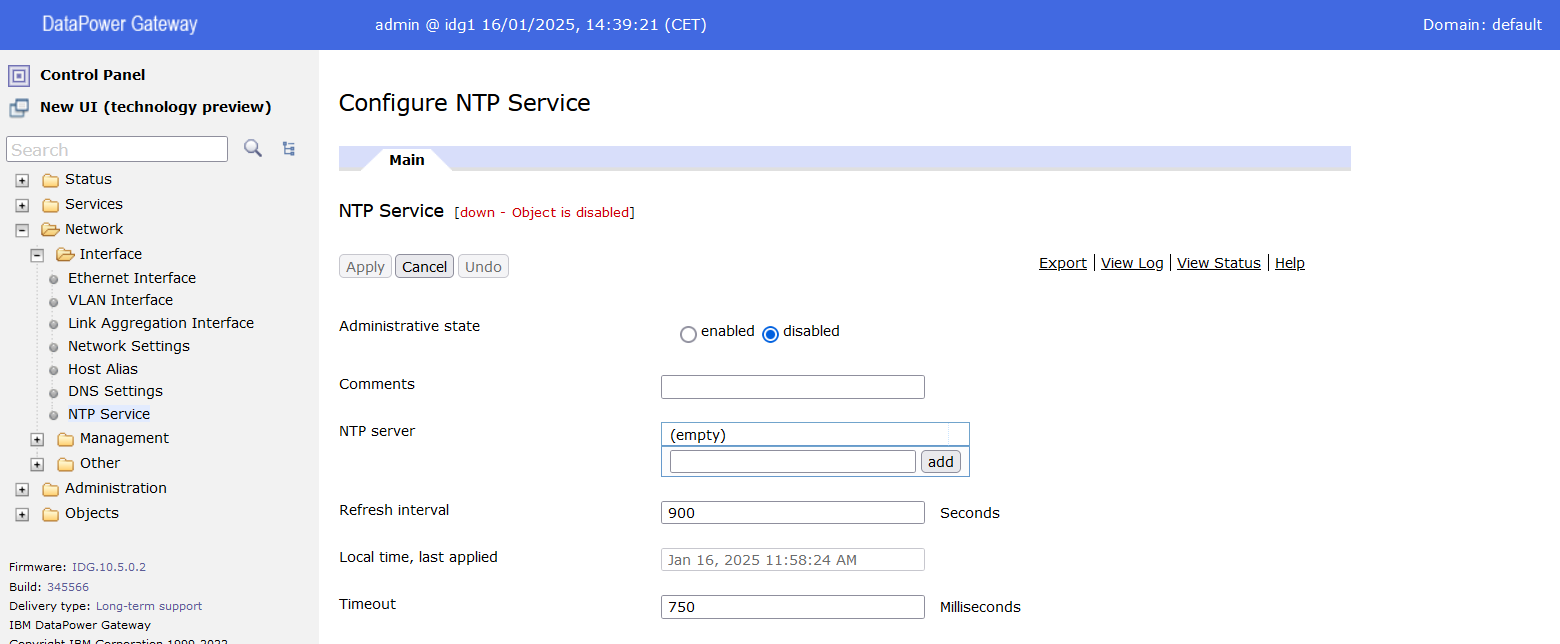 DataPower Gateway
admin @ idg1 16/01/2025, 14:39:21 (CET)
Domain: default
Control Panel
New UI (technology preview)
Search
Status
Services
Network
Interface
Ethernet Interface
VLAN Interface
Link Aggregation Interface
Network Settings
Host Alias
DNS Settings
NTP Service
Management
Other
Administration
Objects
Firmware: IDG.10.5.0.2
Build: 345566
Delivery type: Long-term support
IBM DataPower Gateway
Copyright IBM Corporation 1999-2022
Configure NTP Service
Main
NTP Service [down - Object is disabled]
Apply Cancel Undo
Export | View Log | View Status | Help
Administrative state enabled disabled
Comments
NTP server (empty)
add
Refresh interval 900 Seconds
Local time, last applied Jan 16, 2025 11:58:24 AM
Timeout 750 Milliseconds